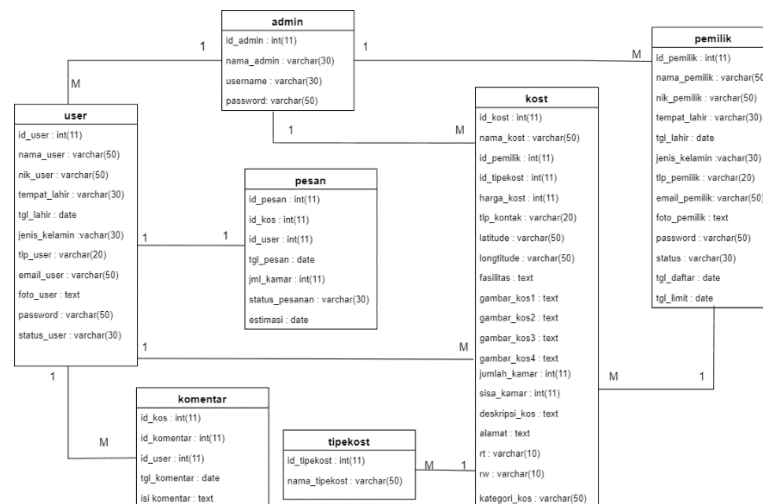 admin
id_admin : int(11)
nama_admin : varchar(30)
username : varchar(30)
password: varchar(50)
1
1
M
M
1
M
pemilik
id_pemilik : int(11)
nama_pemilik : varchar(50
nik_pemilik : varchar(50)
tempat_lahir : varchar(30)
tgl_lahir : date
jenis_kelamin :vachar(30)
tlp_pemilik : varchar(20)
email_pemilik : varchar(50)
foto_pemilik : text
password : varchar(50)
status : varchar(30)
tgl_daftar : date
tgl_limit : date
user
id_user : int(11)
nama_user : varchar(50)
nik_user : varchar(50)
tempat_lahir : varchar(30)
tgl_lahir : date
jenis_kelamin :vachar(30)
tlp_user : varchar(20)
email_user : varchar(50)
foto_user : text
password : varchar(50)
status_user : varchar(30)
pesan
id_pesan : int(11)
id_kos : int(11)
id_user : int(11)
tgl_pesan : date
jml_kamar : int(11)
status_pesanan : varchar(30)
estimasi : date
1
1
kost
id_kost : int(11)
nama_kost : varchar(50)
id_pemilik : int(11)
id_tipekost : int(11)
harga_kost : int(11)
tlp_kontak : varchar(20)
latitude : varchar(50)
longtitude : varchar(50)
fasilitas : text
gambar_kos1 : text
gambar_kos2 : text
gambar_kos3 : text
gambar_kos4 : text
jumlah_kamar : int(11)
sisa_kamar : int(11)
deskripsi_kos : text
alamat : text
rt : varchar(10)
rw : varchar(10)
kategori_kos : varchar(50)
1
M
M
1
1
M
komentar
id_kos : int(11)
id_komentar : int(11)
id_user : int(11)
tgl_komentar : date
isi komentar : text
tipekost
id_tipekost : int(11)
nama_tipekost : varchar(50)
M
1